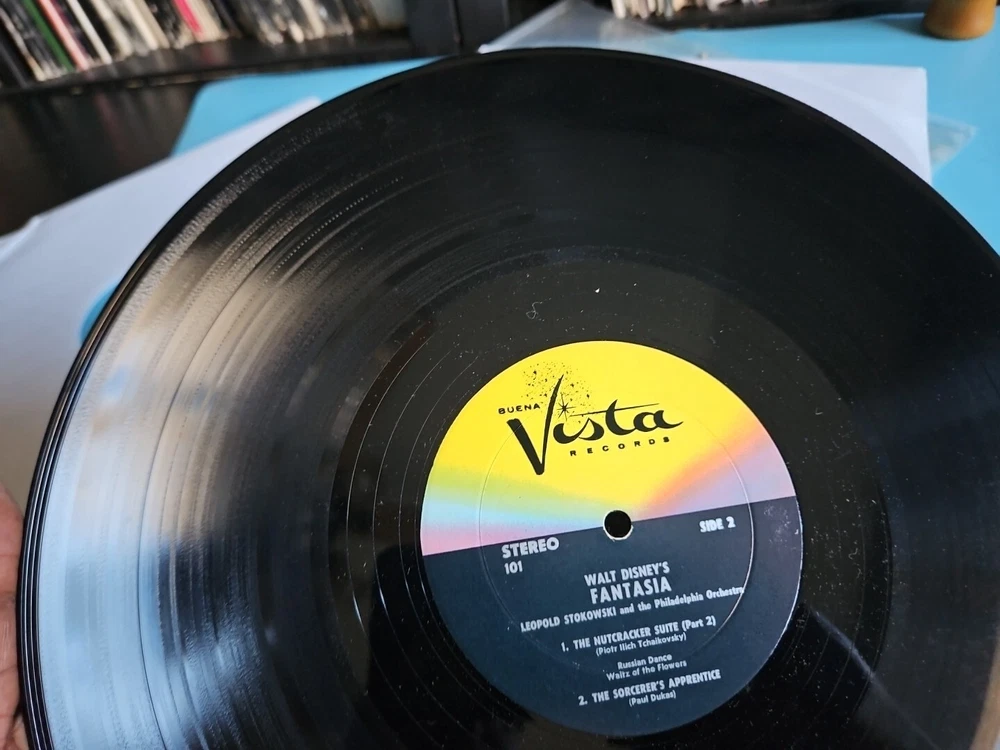 BUENA
Vista
RECORDS
SIDE 2
STEREO
101
WALT DISNEY'S
FANTASIA
LEOPOLD STOKOWSKI and the Philadelphia Orchestra
1. THE NUTCRACKER SUITE (Part 2)
(Piotr Ilich Tchaikovsky)
Russian Dance
Waltz of the Flowers
2. THE SORCERER'S APPRENTICE
(Paul Dukas)